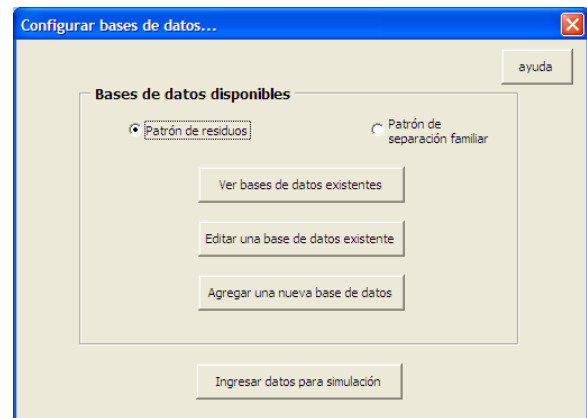 Configurar bases de datos...
ayuda
Bases de datos disponibles
Patrón de residuos
Patrón de
separación familiar
Ver bases de datos existentes
Editar una base de datos existente
Agregar una nueva base de datos
Ingresar datos para simulación